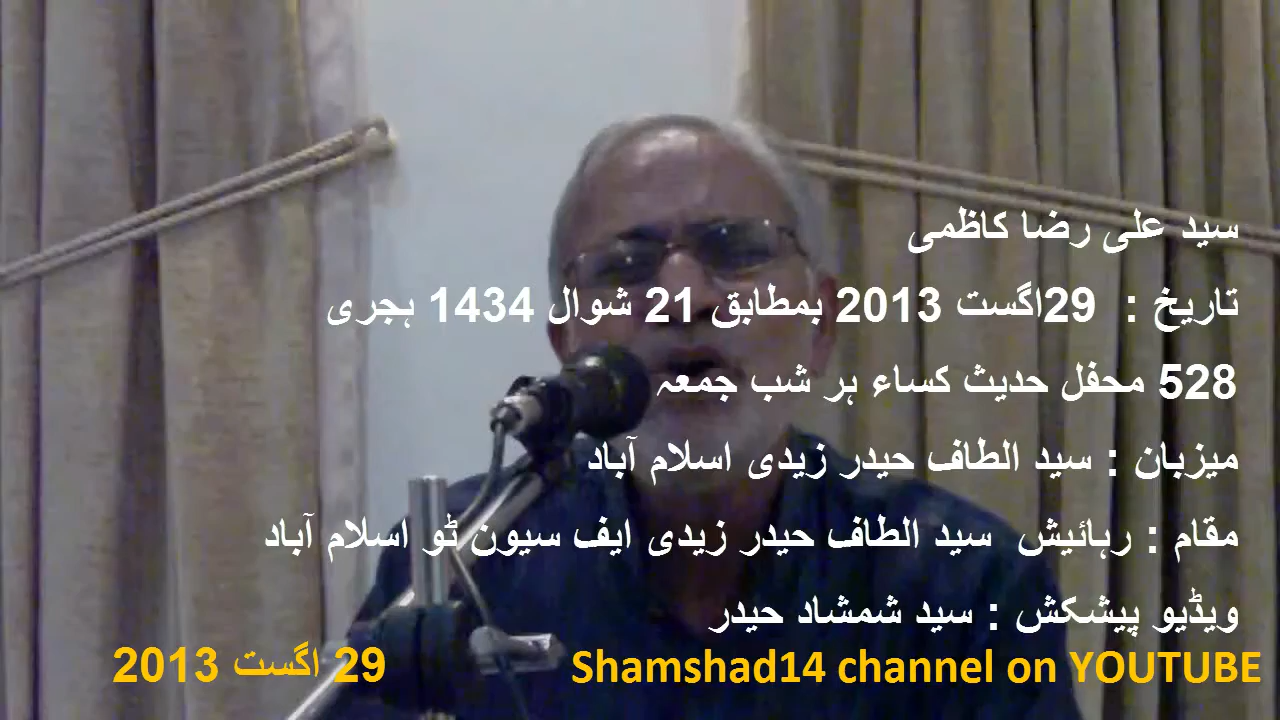 سید علی رضا کاظمی
تاریخ : 29اگست 2013 بمطابق 21 شوال 1434 ہجری
528 محفل حدیث کساء ہر شب جمعہ
میزبان : سید الطاف حیدر زیدی اسلام آباد
مقام : رہائیش سید الطاف حیدر زیدی ایف سیون ٹو اسلام آباد
ویڈیو پیشکش : سید شمشاد حیدر
29 اگست 2013
Shamshad14 channel on YOUTUBE